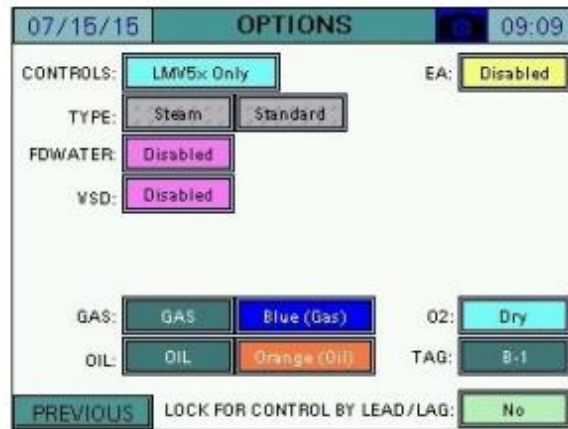 07/15/15 OPTIONS 09:09
CONTROLS: LMV5x Only EA: Disabled
TYPE: Steam Standard
FDWATER: Disabled
VSD: Disabled
GAS: GAS Blue (Gas) O2: Dry
OIL: OIL Orange (Oil) TAG: B-1
PREVIOUS LOCK FOR CONTROL BY LEAD/LAG: No